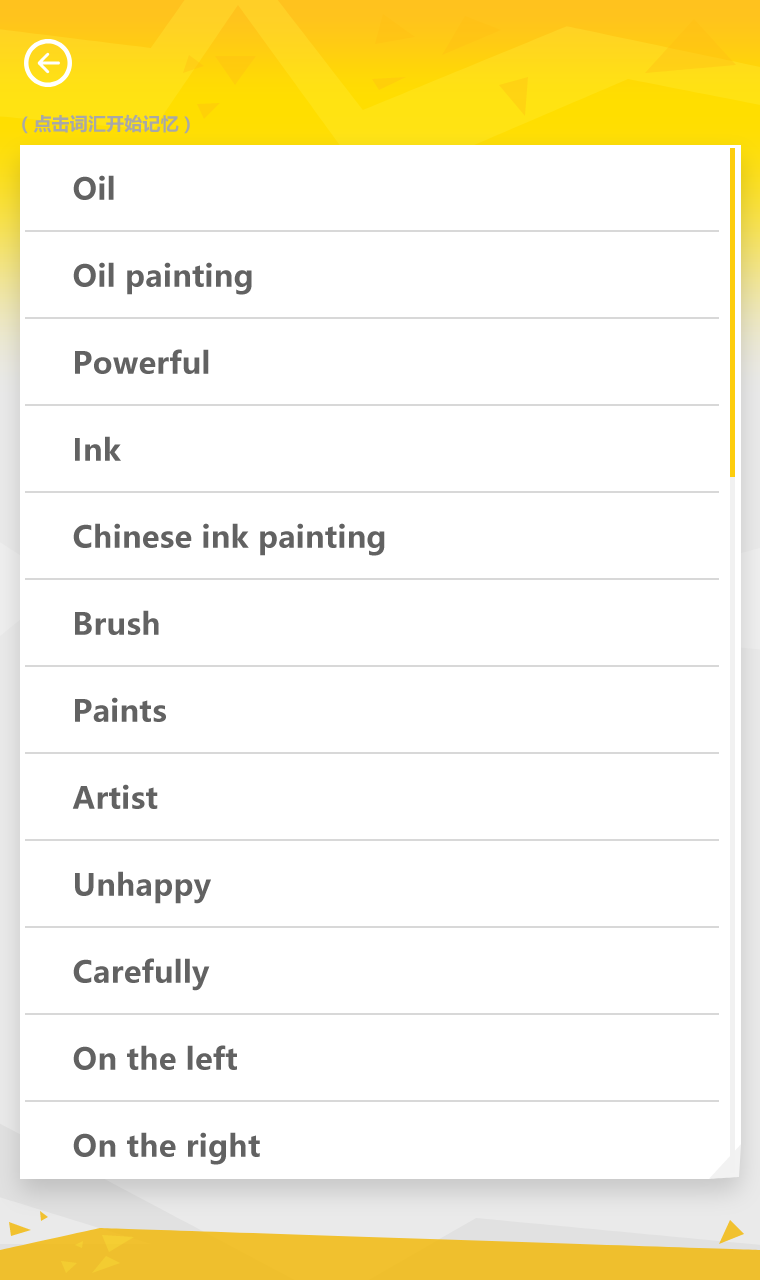 ( 点击词汇开始记忆 )
Oil
Oil painting
Powerful
Ink
Chinese ink painting
Brush
Paints
Artist
Unhappy
Carefully
On the left
On the right